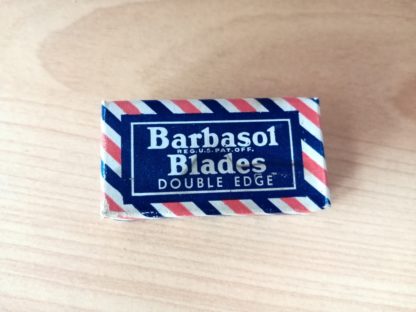 Barbasol
REG. U.S. PAT. OFF.
Blades
DOUBLE EDGE